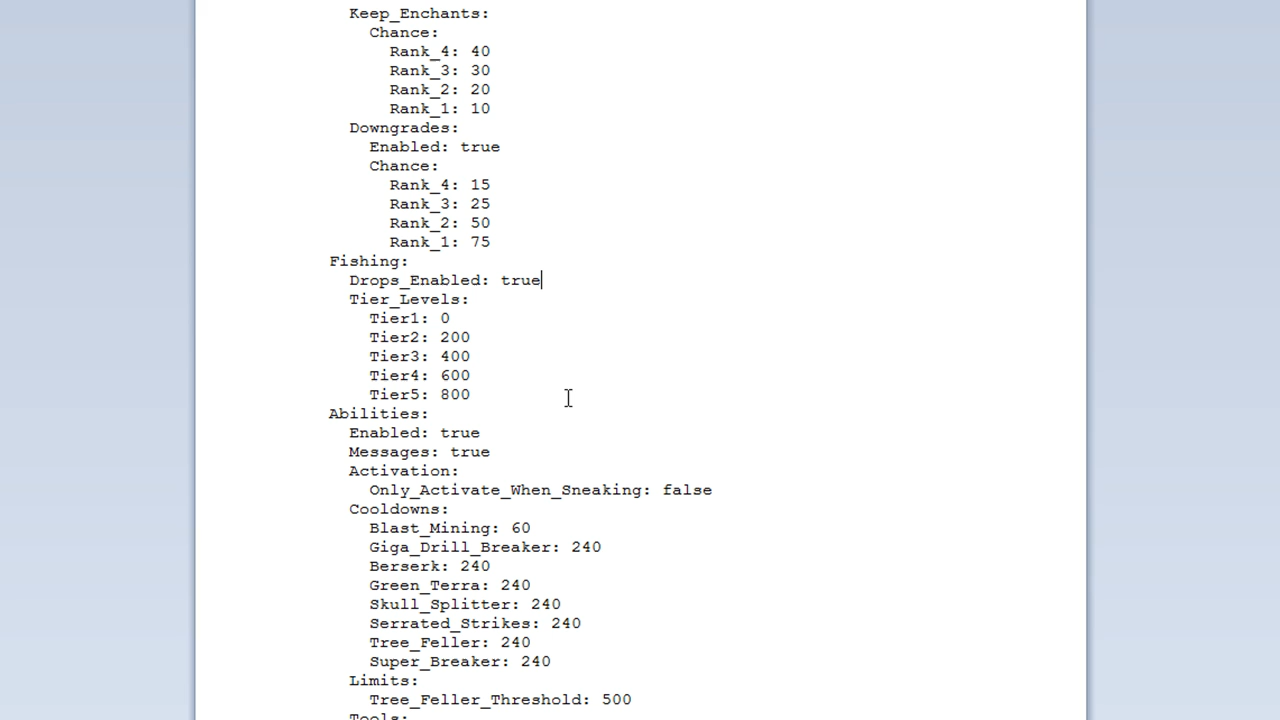 Keep_Enchants:
Chance:
Rank_4: 40
Rank_3: 30
Rank_2: 20
Rank_1: 10
Downgrades:
Enabled: true
Chance:
Rank_4: 15
Rank_3: 25
Rank_2: 50
Rank_1: 75
Fishing:
Drops_Enabled: true
Tier_Levels:
Tier1: 0
Tier2: 200
Tier3: 400
Tier4: 600
Tier5: 800
Abilities:
Enabled: true
Messages: true
Activation:
Only_Activate_When_Sneaking: false
Cooldowns:
Blast_Mining: 60
Giga_Drill_Breaker: 240
Berserk: 240
Green_Terra: 240
Skull_Splitter: 240
Serrated_Strikes: 240
Tree_Feller: 240
Super_Breaker: 240
Limits:
Tree_Feller_Threshold: 500
Tools: